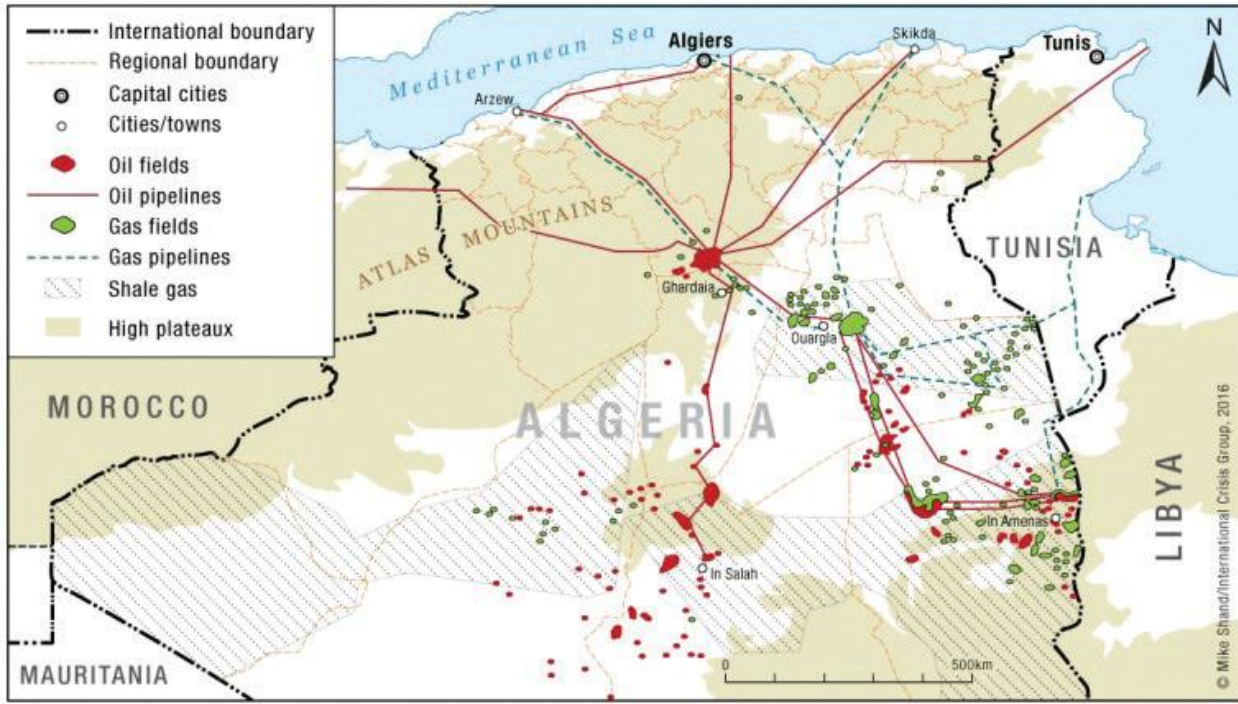 International boundary
Regional boundary
Capital cities
Cities/towns
Oil fields
Oil pipelines
Gas fields
Gas pipelines
Shale gas
High plateaux
Mediterranean Sea
Algiers
Skikda
Tunis
N
Arzew
ATLAS MOUNTAINS
TUNISIA
Ghardaia
Ouargla
MOROCCO
ALGERIA
LIBYA
In Amenas
In Salah
MAURITANIA
0 500km
© Mike Shand/International Crisis Group, 2016